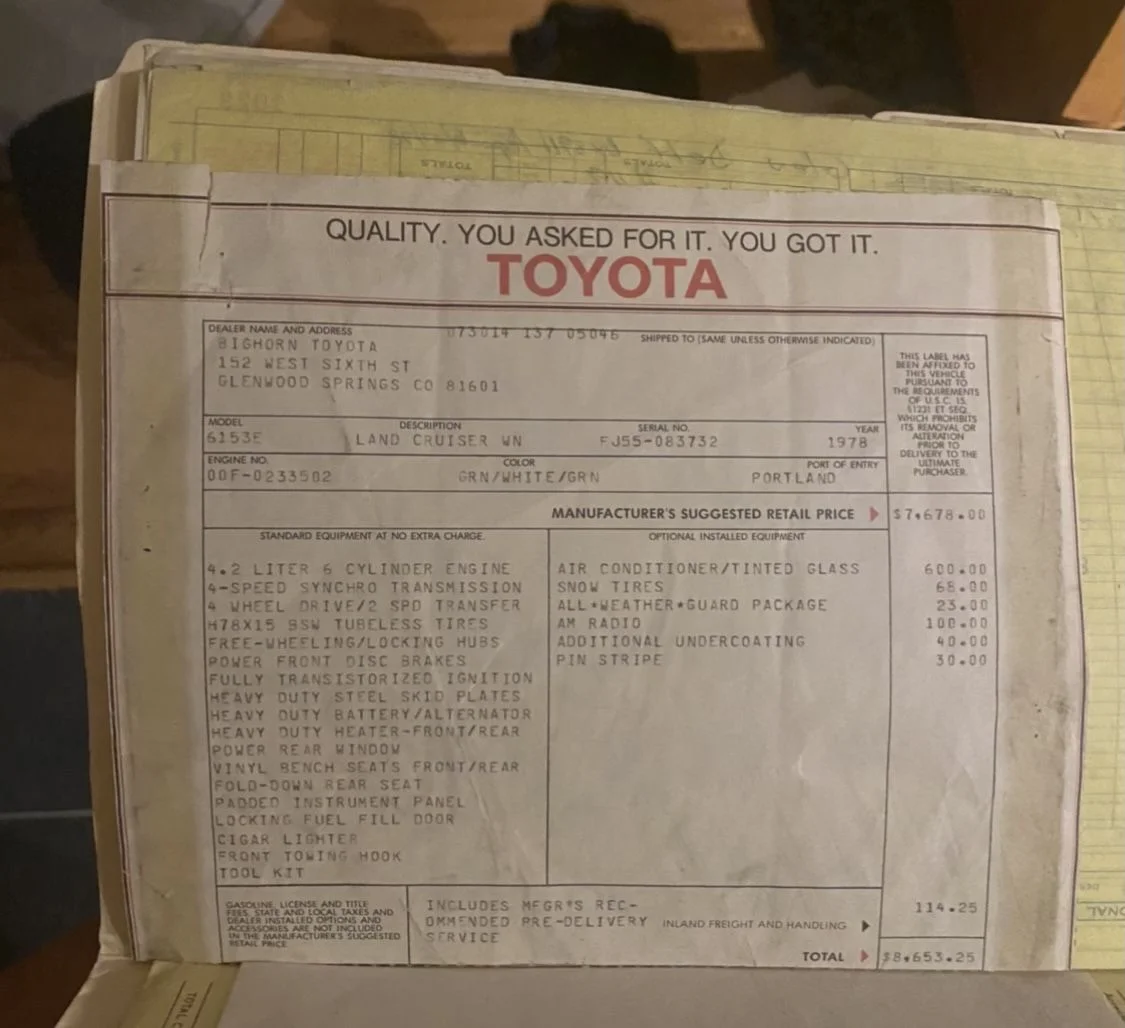 TOTALS
TOTALS
QUALITY. YOU ASKED FOR IT. YOU GOT IT.
TOYOTA
DEALER NAME AND ADDRESS 073014 137 05046 SHIPPED TO (SAME UNLESS OTHERWISE INDICATED)
BIGHORN TOYOTA
152 WEST SIXTH ST
GLENWOOD SPRINGS CO 81601
THIS LABEL HAS
BEEN AFFIXED TO
THIS VEHICLE
PURSUANT TO
THE REQUIREMENTS
OF U.S.C. 15,
§1231 ET SEQ.
WHICH PROHIBITS
ITS REMOVAL OR
ALTERATION
PRIOR TO
DELIVERY TO THE
ULTIMATE
PURCHASER.
MODEL DESCRIPTION SERIAL NO. YEAR
6153E LAND CRUISER WN FJ55-083732 1978
ENGINE NO. COLOR PORT OF ENTRY
00F-0233502 GRN/WHITE/GRN PORTLAND
MANUFACTURER'S SUGGESTED RETAIL PRICE $7,678.00
STANDARD EQUIPMENT AT NO EXTRA CHARGE. OPTIONAL INSTALLED EQUIPMENT
4.2 LITER 6 CYLINDER ENGINE AIR CONDITIONER/TINTED GLASS 600.00
4-SPEED SYNCHRO TRANSMISSION SNOW TIRES 68.00
4 WHEEL DRIVE/2 SPD TRANSFER ALL*WEATHER*GUARD PACKAGE 23.00
H78X15 BSW TUBELESS TIRES AM RADIO 100.00
FREE-WHEELING/LOCKING HUBS ADDITIONAL UNDERCOATING 40.00
POWER FRONT DISC BRAKES PIN STRIPE 30.00
FULLY TRANSISTORIZED IGNITION
HEAVY DUTY STEEL SKID PLATES
HEAVY DUTY BATTERY/ALTERNATOR
HEAVY DUTY HEATER-FRONT/REAR
POWER REAR WINDOW
VINYL BENCH SEATS FRONT/REAR
FOLD-DOWN REAR SEAT
PADDED INSTRUMENT PANEL
LOCKING FUEL FILL DOOR
CIGAR LIGHTER
FRONT TOWING HOOK
TOOL KIT
GASOLINE, LICENSE AND TITLE
FEES, STATE AND LOCAL TAXES AND
DEALER INSTALLED OPTIONS AND
ACCESSORIES ARE NOT INCLUDED
IN THE MANUFACTURER'S SUGGESTED
RETAIL PRICE.
INCLUDES MFGR'S REC-
OMMENDED PRE-DELIVERY
SERVICE
INLAND FREIGHT AND HANDLING 114.25
TOTAL $8,653.25